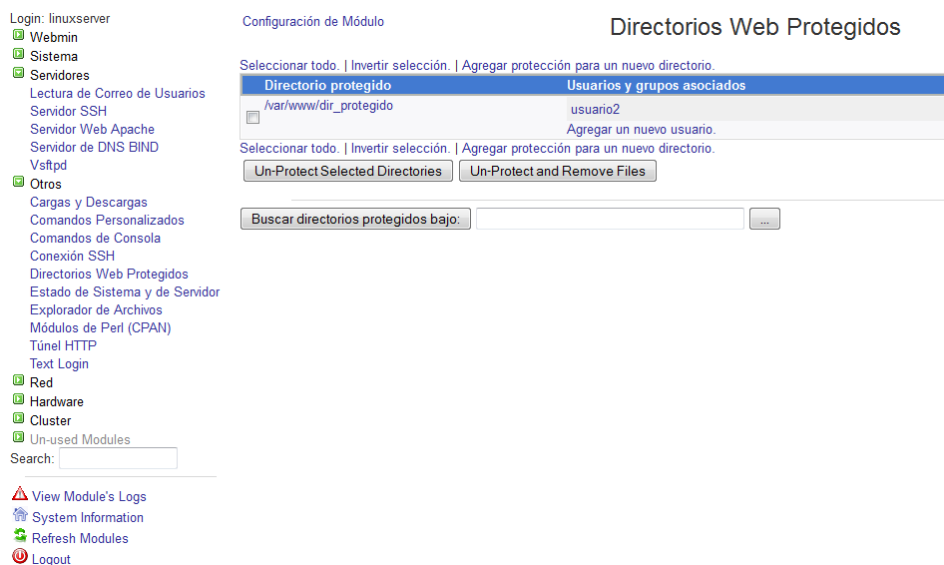 Login: linuxserver
Webmin
Sistema
Servidores
Lectura de Correo de Usuarios
Servidor SSH
Servidor Web Apache
Servidor de DNS BIND
Vsftpd
Otros
Cargas y Descargas
Comandos Personalizados
Comandos de Consola
Conexión SSH
Directorios Web Protegidos
Estado de Sistema y de Servidor
Explorador de Archivos
Módulos de Perl (CPAN)
Túnel HTTP
Text Login
Red
Hardware
Cluster
Un-used Modules
Search:
View Module's Logs
System Information
Refresh Modules
Logout
Configuración de Módulo
Directorios Web Protegidos
Seleccionar todo. | Invertir selección. | Agregar protección para un nuevo directorio.
Directorio protegido Usuarios y grupos asociados
/var/www/dir_protegido usuario2
Agregar un nuevo usuario.
Seleccionar todo. | Invertir selección. | Agregar protección para un nuevo directorio.
Un-Protect Selected Directories Un-Protect and Remove Files
Buscar directorios protegidos bajo: ...